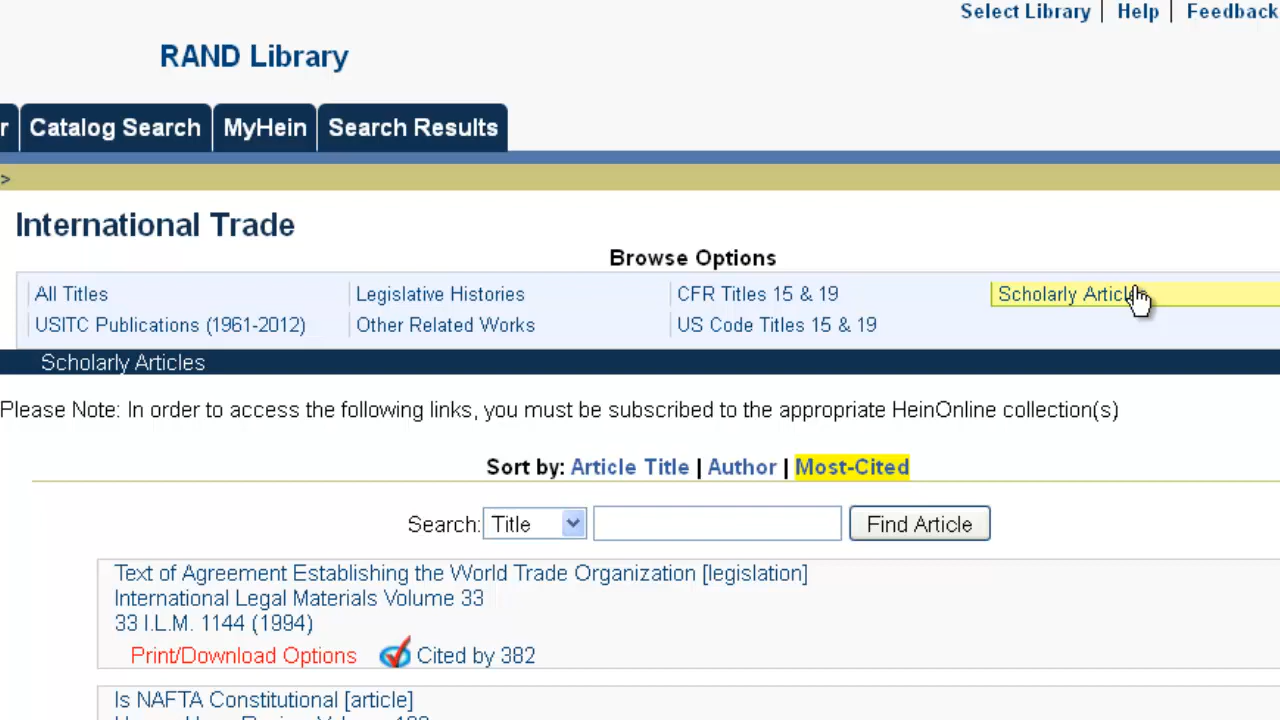 Select Library | Help | Feedback
RAND Library
r Catalog Search MyHein Search Results
>
International Trade
Browse Options
All Titles Legislative Histories CFR Titles 15 & 19 Scholarly Articles
USITC Publications (1961-2012) Other Related Works US Code Titles 15 & 19
Scholarly Articles
Please Note: In order to access the following links, you must be subscribed to the appropriate HeinOnline collection(s)
Sort by: Article Title | Author | Most-Cited
Search: Title Find Article
Text of Agreement Establishing the World Trade Organization [legislation]
International Legal Materials Volume 33
33 I.L.M. 1144 (1994)
Print/Download Options Cited by 382
Is NAFTA Constitutional [article]